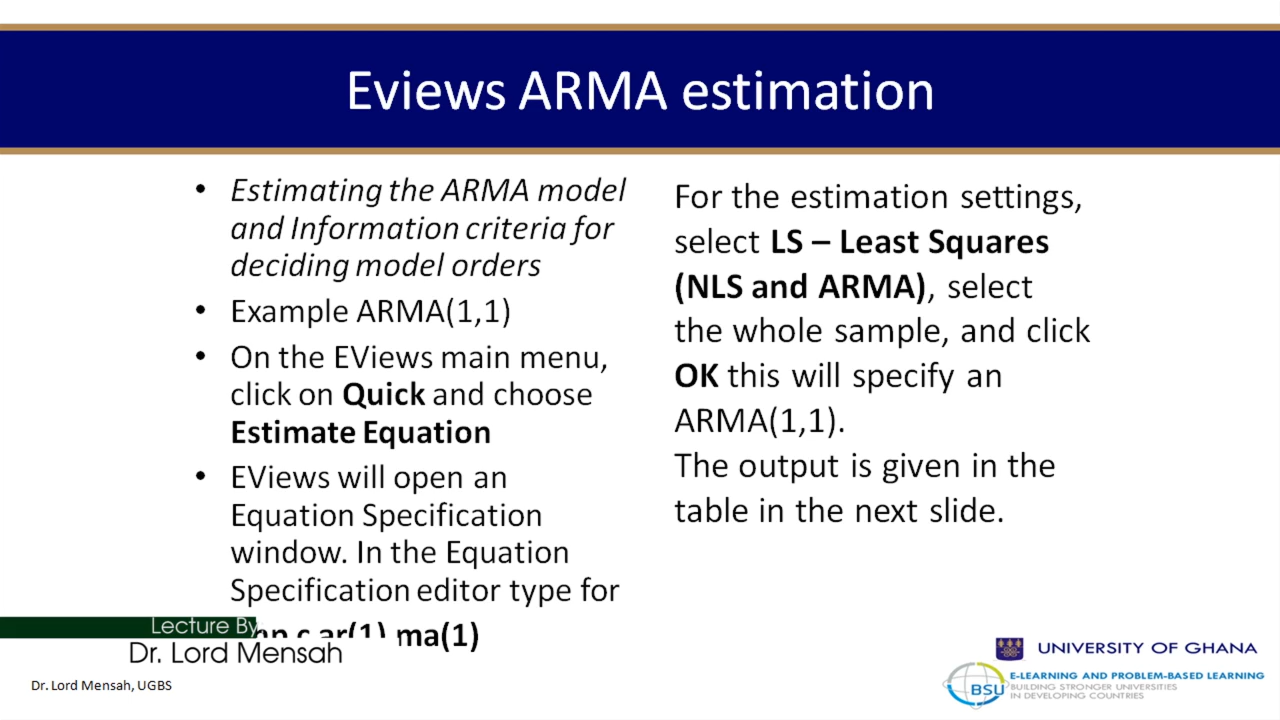 Eviews ARMA estimation
• Estimating the ARMA model
and Information criteria for
deciding model orders
• Example ARMA(1,1)
• On the EViews main menu,
click on Quick and choose
Estimate Equation
• EViews will open an
Equation Specification
window. In the Equation
Specification editor type for
c ar(1) ma(1)
For the estimation settings,
select LS – Least Squares
(NLS and ARMA), select
the whole sample, and click
OK this will specify an
ARMA(1,1).
The output is given in the
table in the next slide.
Lecture By
Dr. Lord Mensah
Dr. Lord Mensah, UGBS
UNIVERSITY OF GHANA
BSU
E-LEARNING AND PROBLEM-BASED LEARNING
BUILDING STRONGER UNIVERSITIES
IN DEVELOPING COUNTRIES